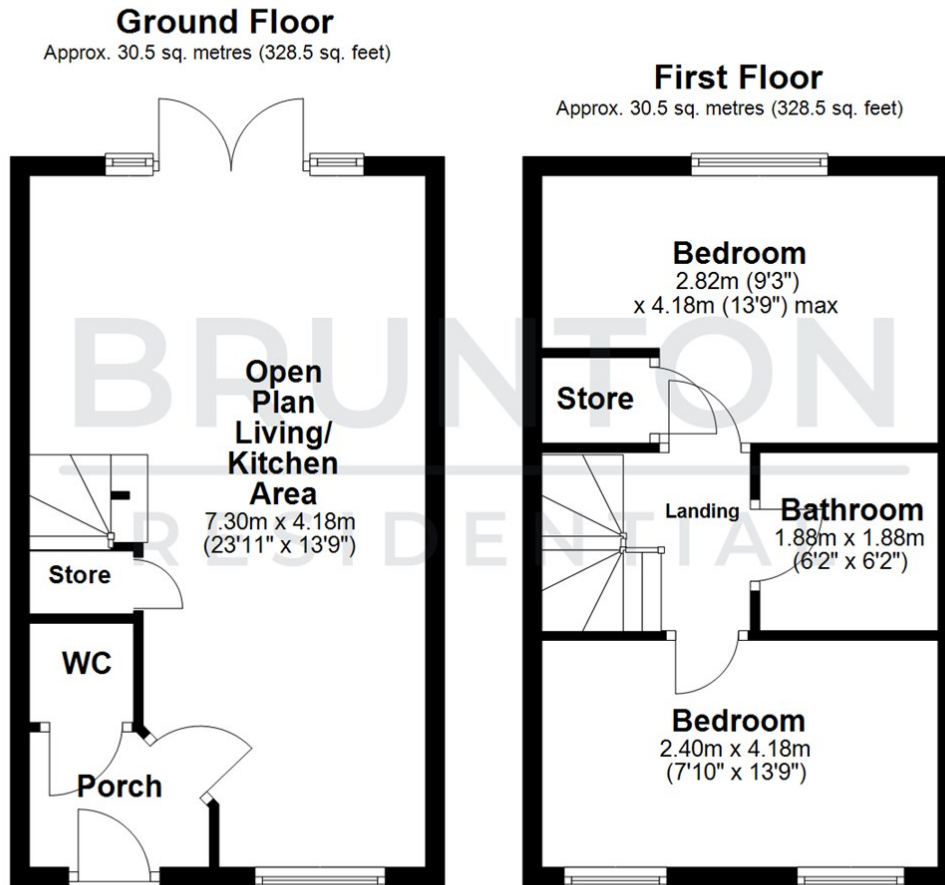 Ground Floor
Approx. 30.5 sq. metres (328.5 sq. feet)
Open
Plan
Living/
Kitchen
Area
7.30m x 4.18m
(23'11" x 13'9")
Store
WC
Porch
First Floor
Approx. 30.5 sq. metres (328.5 sq. feet)
Bedroom
2.82m (9'3")
x 4.18m (13'9") max
Store
Landing
Bathroom
1.88m x 1.88m
(6'2" x 6'2")
Bedroom
2.40m x 4.18m
(7'10" x 13'9")
BRUNTON
RESIDENTIAL